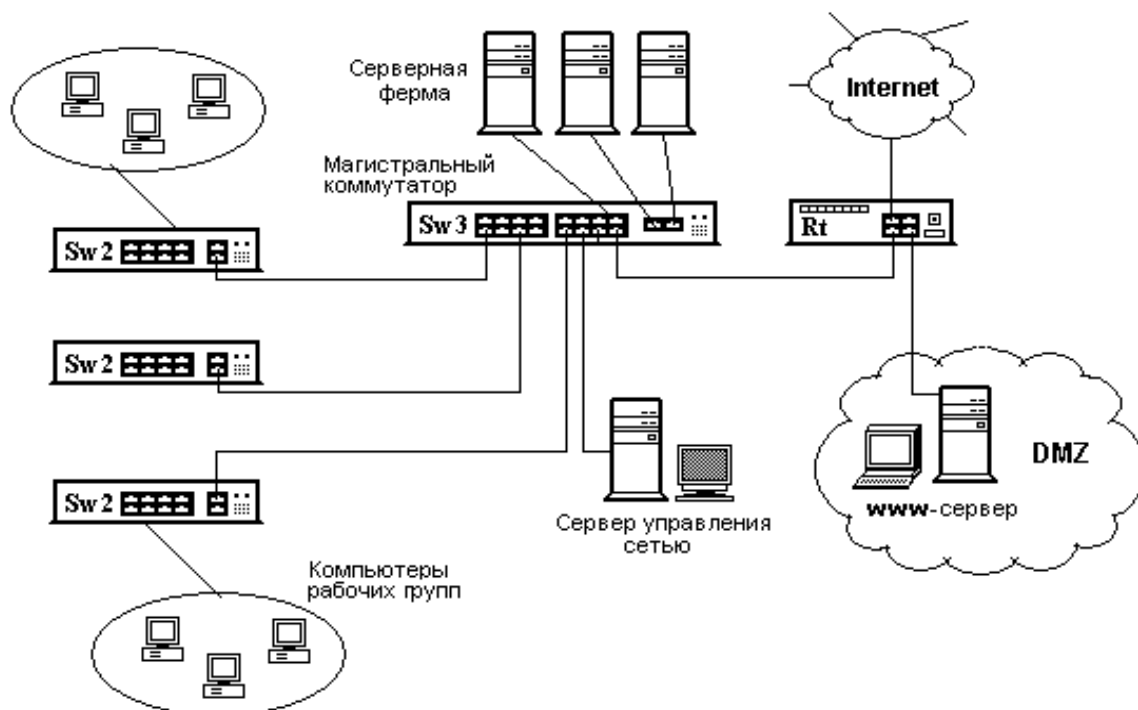 Серверная
ферма
Internet
Магистральный
коммутатор
Sw 2
Sw 3
Rt
Sw 2
Sw 2
DMZ
www-сервер
Сервер управления
сетью
Компьютеры
рабочих групп